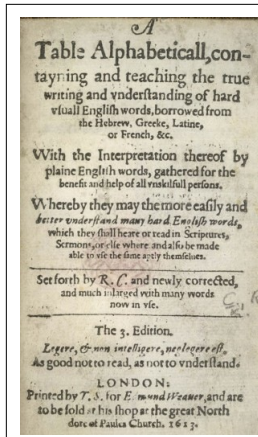 A
Table Alphabeticall, con-
tayning and teaching the true
writing and vnderstanding of hard
vsuall English words, borrowed from
the Hebrew, Greeke, Latine,
or French, &c.
With the Interpretation thereof by
plaine English words, gathered for the
benefit and help of all vnskilfull persons.
Whereby they may the more easily and
better vnderstand many hard English words,
which they shall heare or read in Scriptures,
Sermons, or else where and also be made
able to vse the same aptly themselues.
Set forth by R. C. and newly corrected,
and much inlarged with many words
now in vse.
The 3. Edition.
Legere, & non intelligere, neglegere est.
As good not to read, as not to vnderstand.
LONDON:
Printed by T. S. for Edmund Weauer, and are
to be sold at his shop at the great North
dore of Paules Church. 1613.